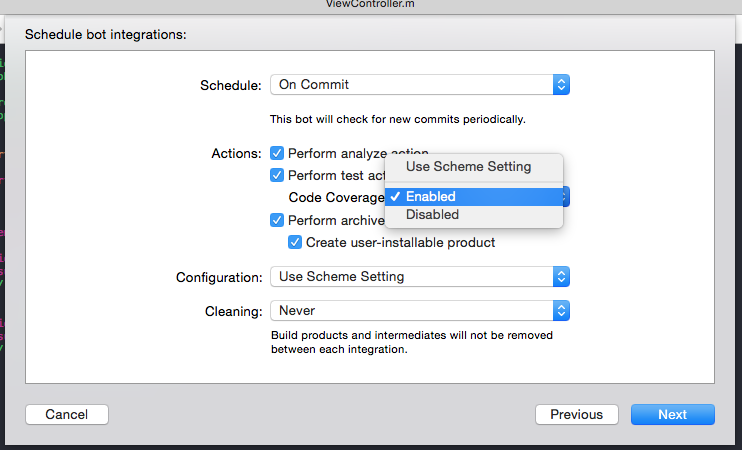 ViewController.m
Schedule bot integrations:
Schedule: On Commit
This bot will check for new commits periodically.
Actions: Perform analyze action
Use Scheme Setting
Perform test
Code Coverage Enabled
Disabled
Perform archive
Create user-installable product
Configuration: Use Scheme Setting
Cleaning: Never
Build products and intermediates will not be removed
between each integration.
Cancel Previous Next